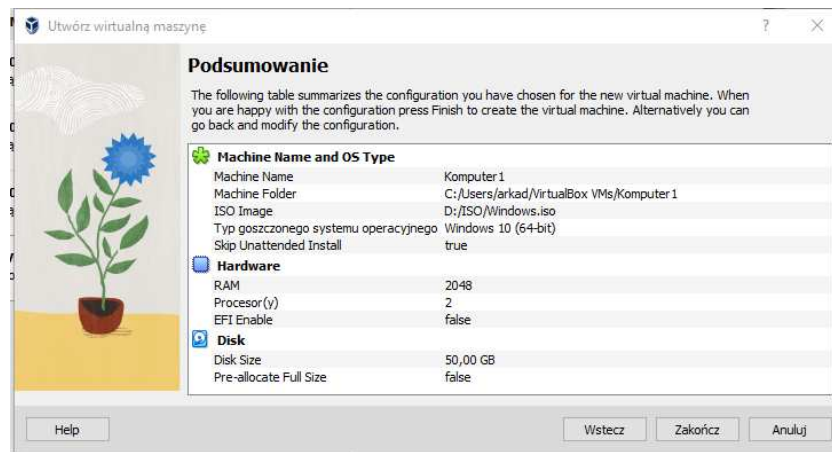 Utwórz wirtualną maszynę
?
Podsumowanie
The following table summarizes the configuration you have chosen for the new virtual machine. When
you are happy with the configuration press Finish to create the virtual machine. Alternatively you can
go back and modify the configuration.
Machine Name and OS Type
Machine Name Komputer1
Machine Folder C:/Users/arkad/VirtualBox VMs/Komputer1
ISO Image D:/ISO/Windows.iso
Typ goszczonego systemu operacyjnego Windows 10 (64-bit)
Skip Unattended Install true
Hardware
RAM 2048
Procesor(y) 2
EFI Enable false
Disk
Disk Size 50,00 GB
Pre-allocate Full Size false
Help Wstecz Zakończ Anuluj